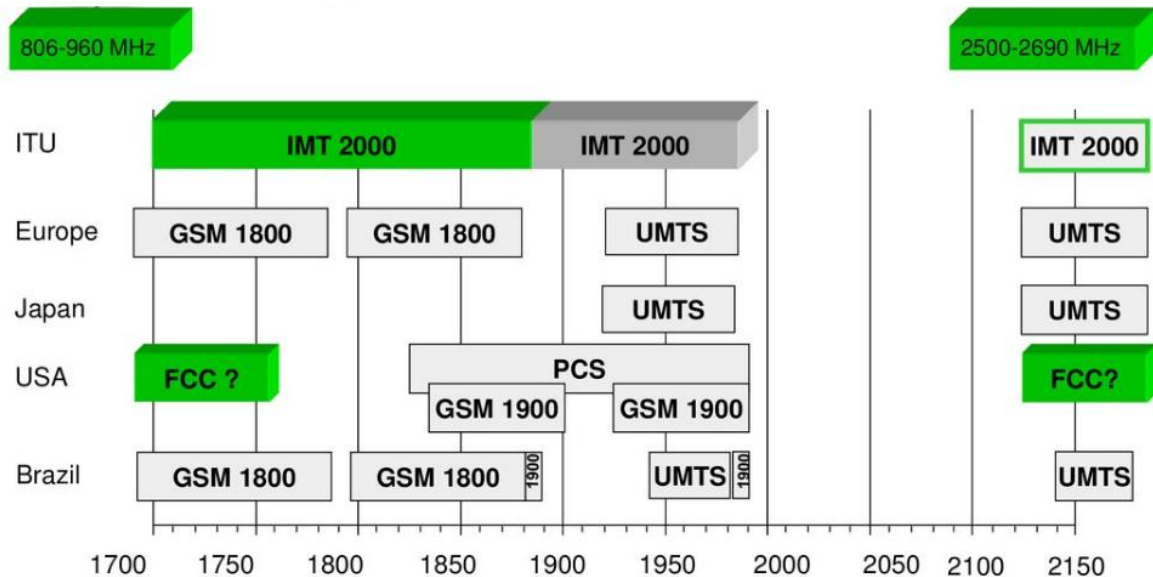 806-960 MHz
2500-2690 MHz
ITU
IMT 2000
IMT 2000
IMT 2000
Europe
GSM 1800
GSM 1800
UMTS
UMTS
Japan
UMTS
UMTS
USA
FCC ?
PCS
FCC?
GSM 1900
GSM 1900
Brazil
GSM 1800
GSM 1800
1900
UMTS
1900
UMTS
1700 1750 1800 1850 1900 1950 2000 2050 2100 2150